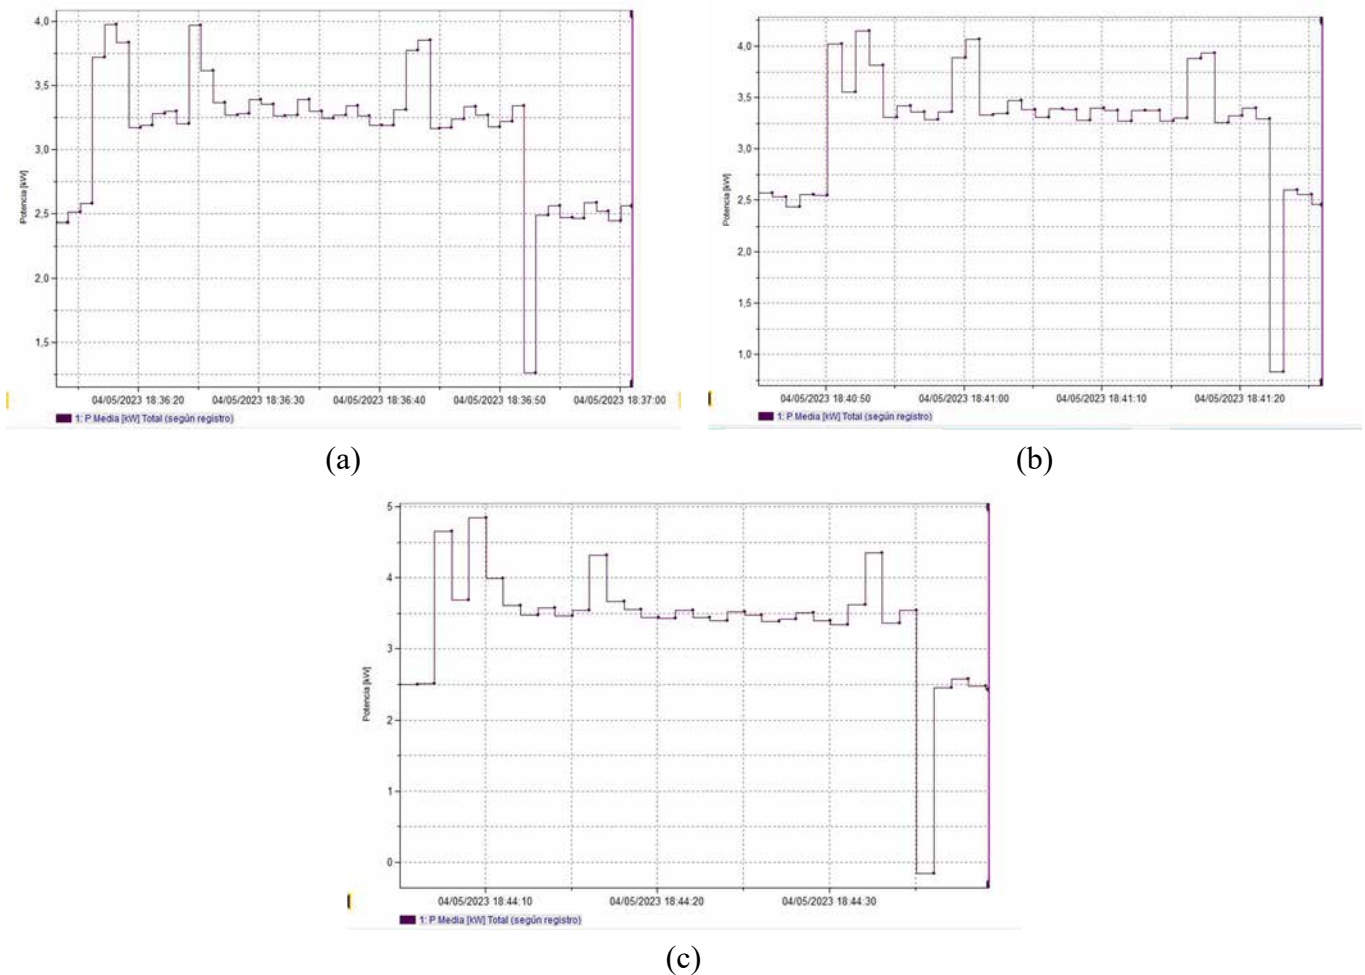 4,0
3,5
3,0
2,5
2,0
1,5
Potencia [kW]
04/05/2023 18:36:20 04/05/2023 18:36:30 04/05/2023 18:36:40 04/05/2023 18:36:50 04/05/2023 18:37:00
1: P Media [kW] Total (según registro)
(a)
4,0
3,5
3,0
2,5
2,0
1,5
1,0
Potencia [kW]
04/05/2023 18:40:50 04/05/2023 18:41:00 04/05/2023 18:41:10 04/05/2023 18:41:20
1: P Media [kW] Total (según registro)
(b)
5
4
3
2
1
0
Potencia [kW]
04/05/2023 18:44:10 04/05/2023 18:44:20 04/05/2023 18:44:30
1: P Media [kW] Total (según registro)
(c)